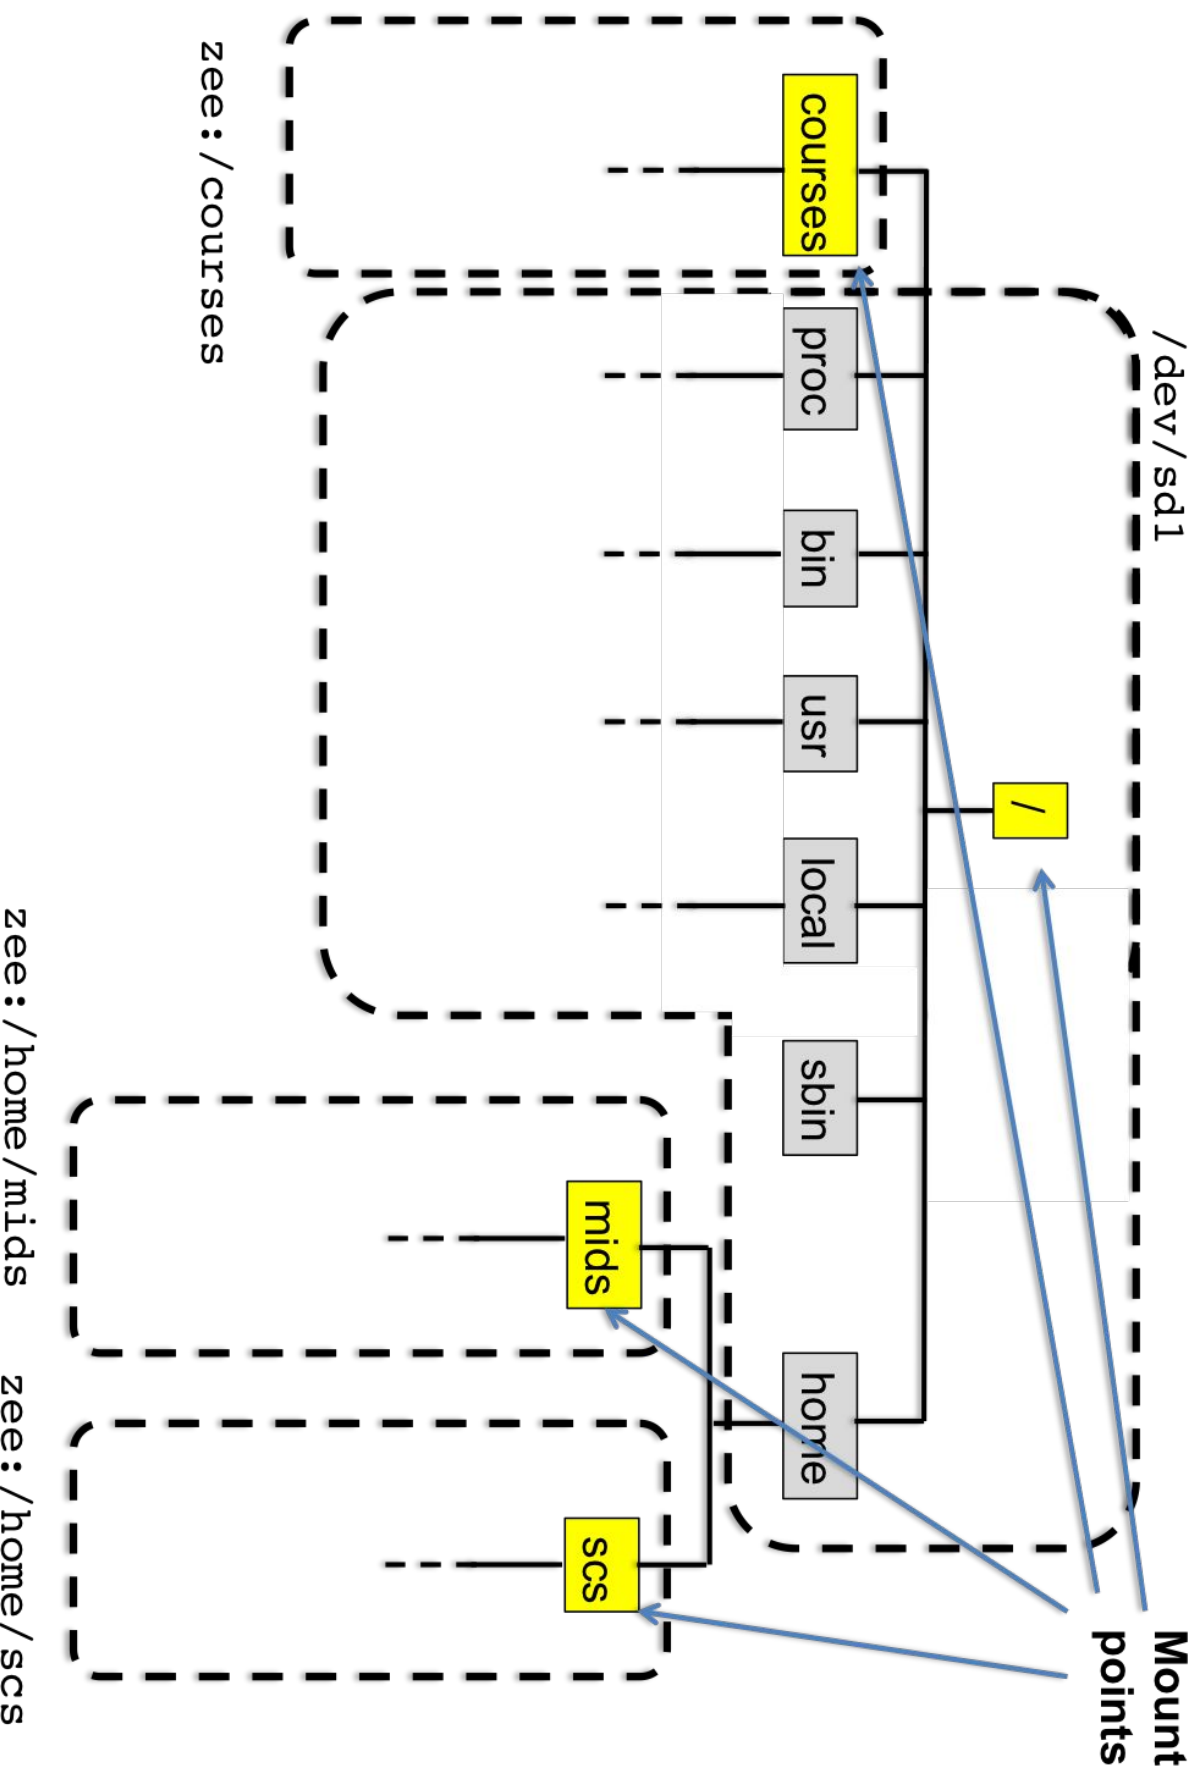 /dev/sd1
Mount
points
/
courses
proc
bin
usr
local
sbin
home
mids
scs
zee:/courses
zee:/home/mids
zee:/home/scs